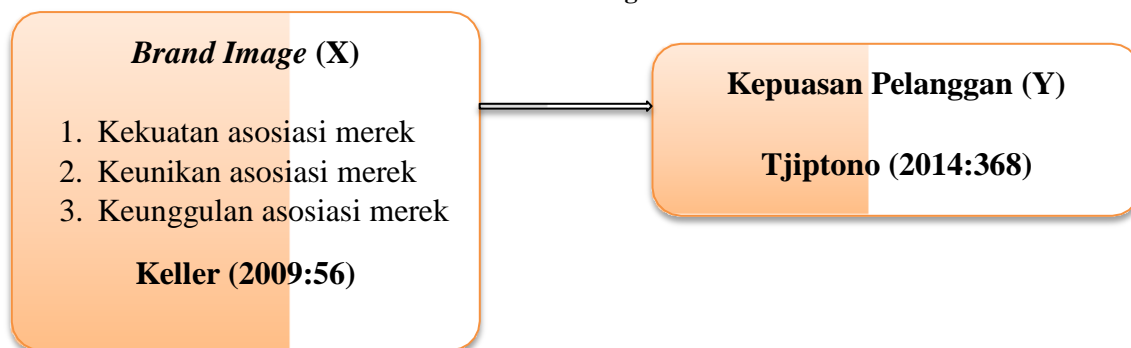 Brand Image (X)
1. Kekuatan asosiasi merek
2. Keunikan asosiasi merek
3. Keunggulan asosiasi merek
Keller (2009:56)
Kepuasan Pelanggan (Y)
Tjiptono (2014:368)